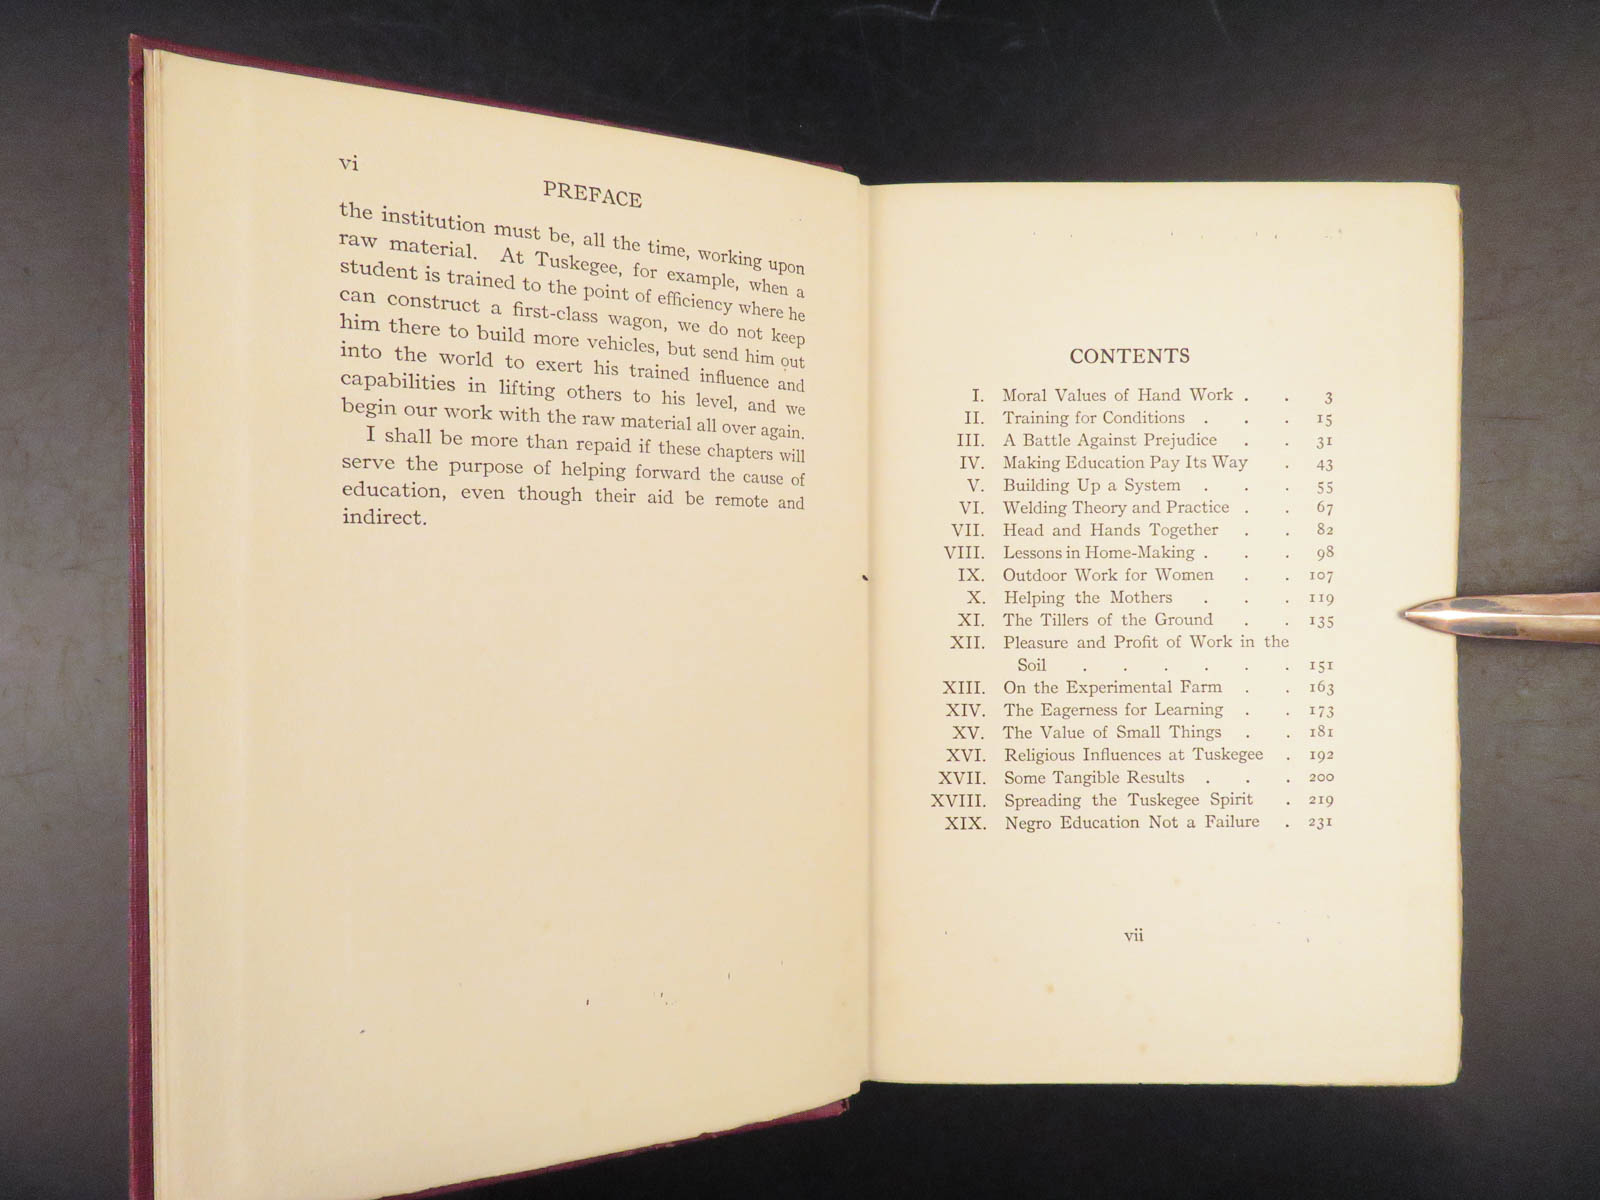 vi
PREFACE
the institution must be, all the time, working upon
raw material. At Tuskegee, for example, when a
student is trained to the point of efficiency where he
can construct a first-class wagon, we do not keep
him there to build more vehicles, but send him out
into the world to exert his trained influence and
capabilities in lifting others to his level, and we
begin our work with the raw material all over again.
I shall be more than repaid if these chapters will
serve the purpose of helping forward the cause of
education, even though their aid be remote and
indirect.
CONTENTS
I. Moral Values of Hand Work . . 3
II. Training for Conditions . . . 15
III. A Battle Against Prejudice . . 31
IV. Making Education Pay Its Way . 43
V. Building Up a System . . . 55
VI. Welding Theory and Practice . . 67
VII. Head and Hands Together . . 82
VIII. Lessons in Home-Making . . . 98
IX. Outdoor Work for Women . . 107
X. Helping the Mothers . . . 119
XI. The Tillers of the Ground . . 135
XII. Pleasure and Profit of Work in the
Soil . . . . . . 151
XIII. On the Experimental Farm . . 163
XIV. The Eagerness for Learning . . 173
XV. The Value of Small Things . . 181
XVI. Religious Influences at Tuskegee . 192
XVII. Some Tangible Results . . . 200
XVIII. Spreading the Tuskegee Spirit . 219
XIX. Negro Education Not a Failure . 231
vii